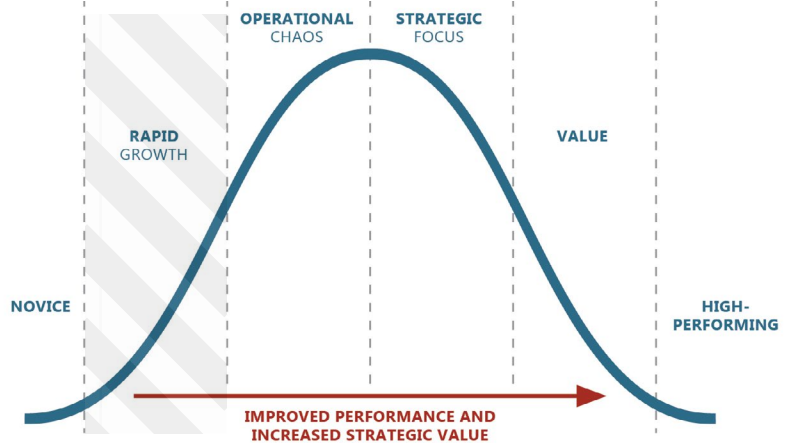 OPERATIONAL
CHAOS
STRATEGIC
FOCUS
RAPID
GROWTH
VALUE
NOVICE
HIGH-
PERFORMING
IMPROVED PERFORMANCE AND
INCREASED STRATEGIC VALUE